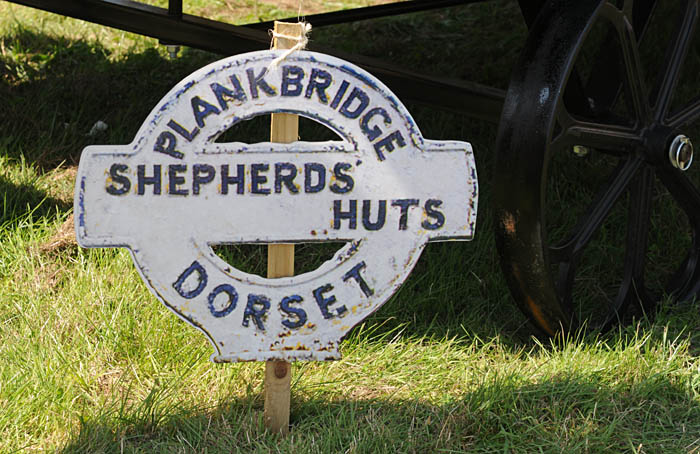 PLANKBRIDGE
SHEPHERDS'
HUTS
DORSET